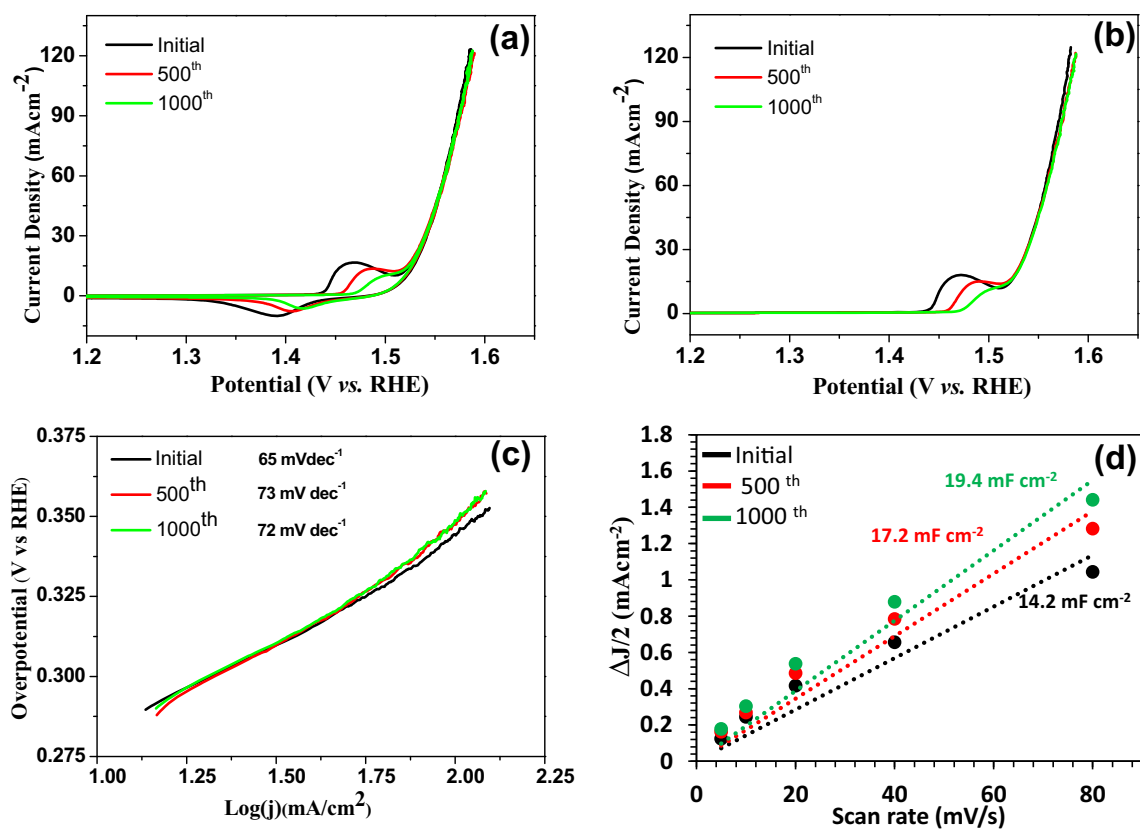 (a)
Initial
500th
1000th
120
90
60
30
0
1.2 1.3 1.4 1.5 1.6
Current Density (mAcm-2)
Potential (V vs. RHE)
(b)
Initial
500th
1000th
120
90
60
30
0
1.2 1.3 1.4 1.5 1.6
Current Density (mAcm-2)
Potential (V vs. RHE)
(c)
Initial 65 mVdec-1
500th 73 mV dec-1
1000th 72 mV dec-1
0.375
0.350
0.325
0.300
0.275
1.00 1.25 1.50 1.75 2.00 2.25
Overpotential (V vs RHE)
Log(j)(mA/cm2)
(d)
Initial
500 th
1000 th
19.4 mF cm-2
17.2 mF cm-2
14.2 mF cm-2
1.8
1.6
1.4
1.2
1
0.8
0.6
0.4
0.2
0
0 20 40 60 80
ΔJ/2 (mAcm-2)
Scan rate (mV/s)